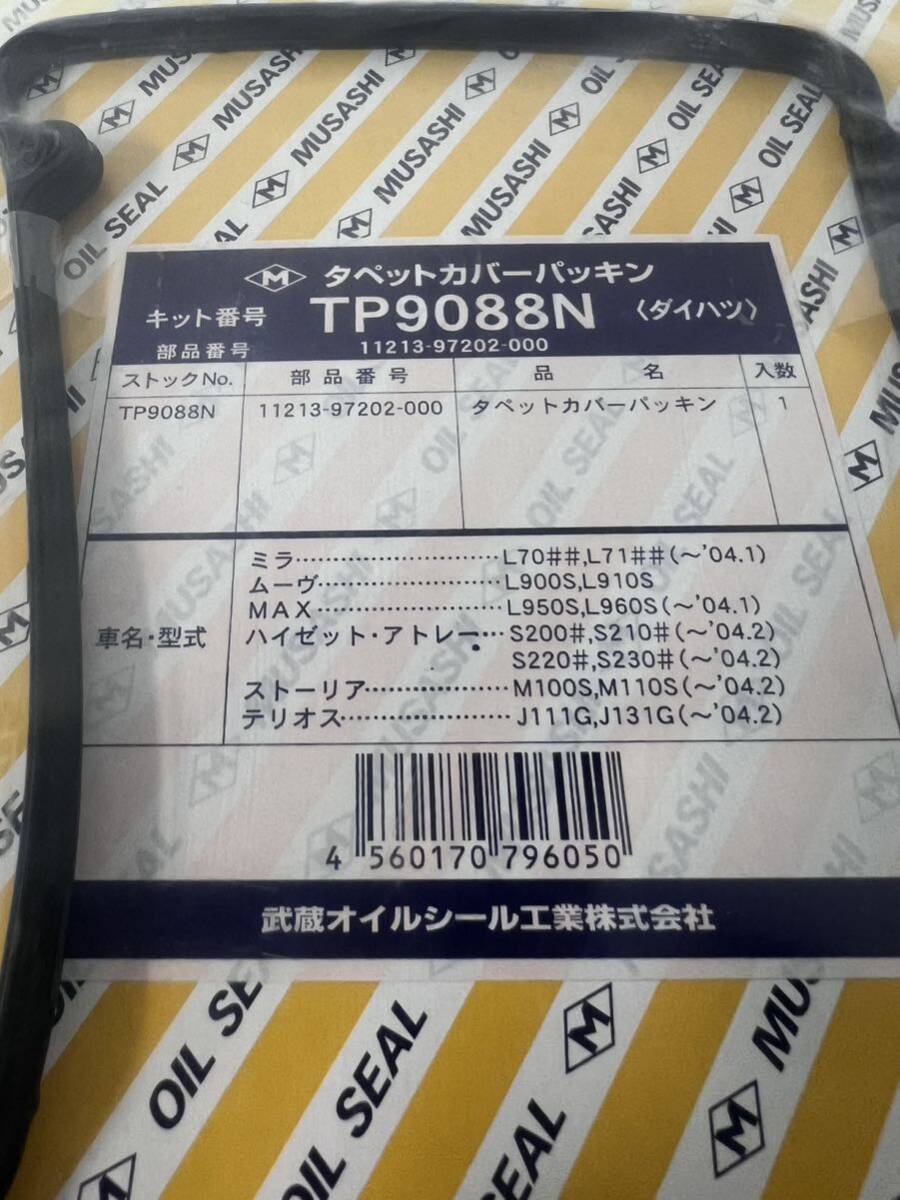 M タペットカバーパッキン
キット番号 TP9088N 〈ダイハツ〉
部品番号 11213-97202-000
ストックNo. 部品番号 品名 入数
TP9088N 11213-97202-000 タペットカバーパッキン 1
車名・型式
ミラ…………………………L70##,L71##(〜'04.1)
ムーヴ………………………L900S,L910S
MAX………………………L950S,L960S(〜'04.1)
ハイゼット・アトレー…S200#,S210#(〜'04.2)
S220#,S230#(〜'04.2)
ストーリア…………………M100S,M110S(〜'04.2)
テリオス……………………J111G,J131G(〜'04.2)
4 560170 796050
武蔵オイルシール工業株式会社
M MUSASHI
OIL SEAL M MUSASHI
M MUSASHI
M MUSASHI M OIL SEAL
OIL SEAL
OIL SEAL
M
M